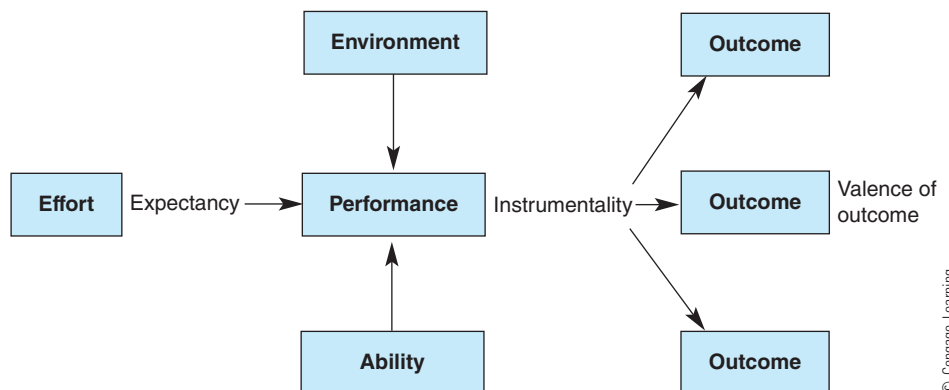 Environment
Outcome
Effort
Expectancy
Performance
Instrumentality
Outcome
Valence of
outcome
Ability
Outcome
© Cengage Learning